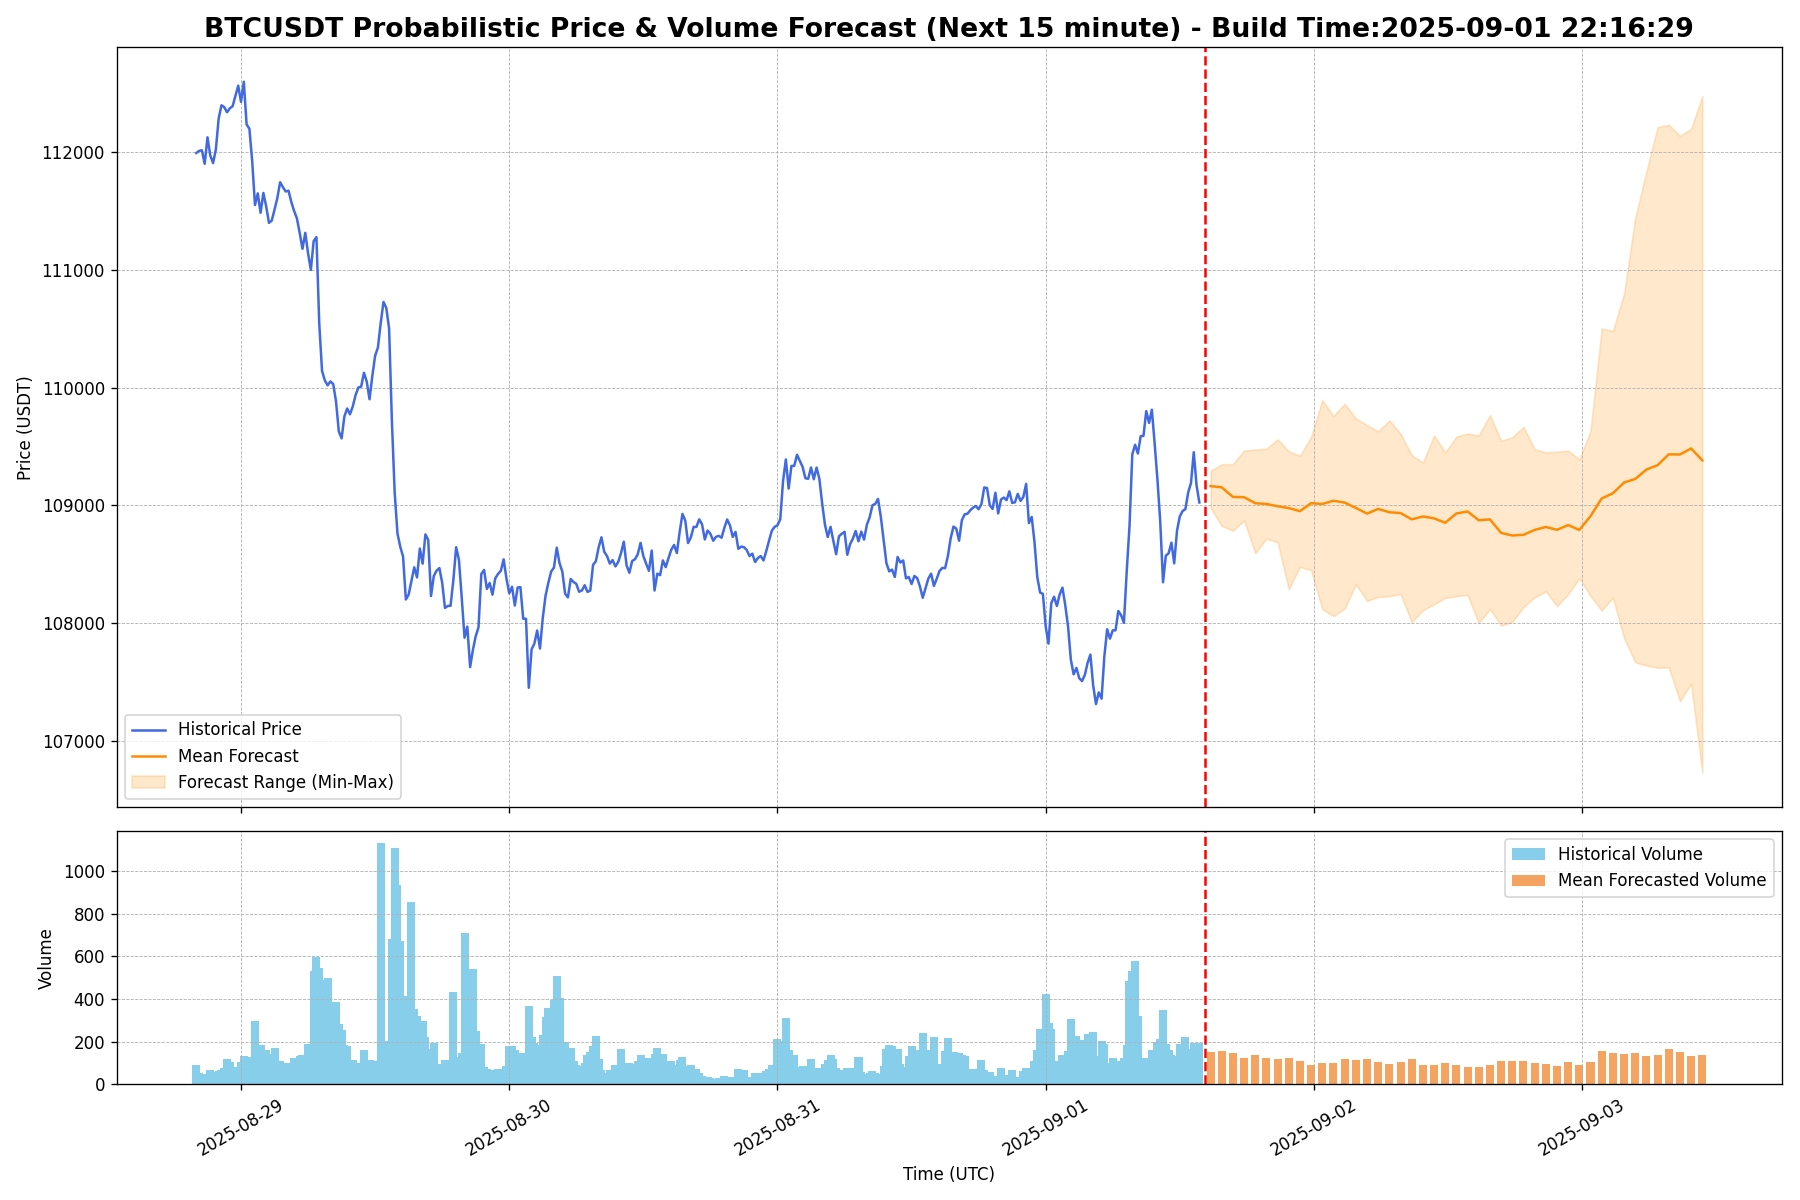 BTCUSDT Probabilistic Price & Volume Forecast (Next 15 minute) - Build Time:2025-09-01 22:16:29
Price (USDT)
112000
111000
110000
109000
108000
107000
Historical Price
Mean Forecast
Forecast Range (Min-Max)
Volume
1000
800
600
400
200
0
Historical Volume
Mean Forecasted Volume
2025-08-29
2025-08-30
2025-08-31
2025-09-01
2025-09-02
2025-09-03
Time (UTC)